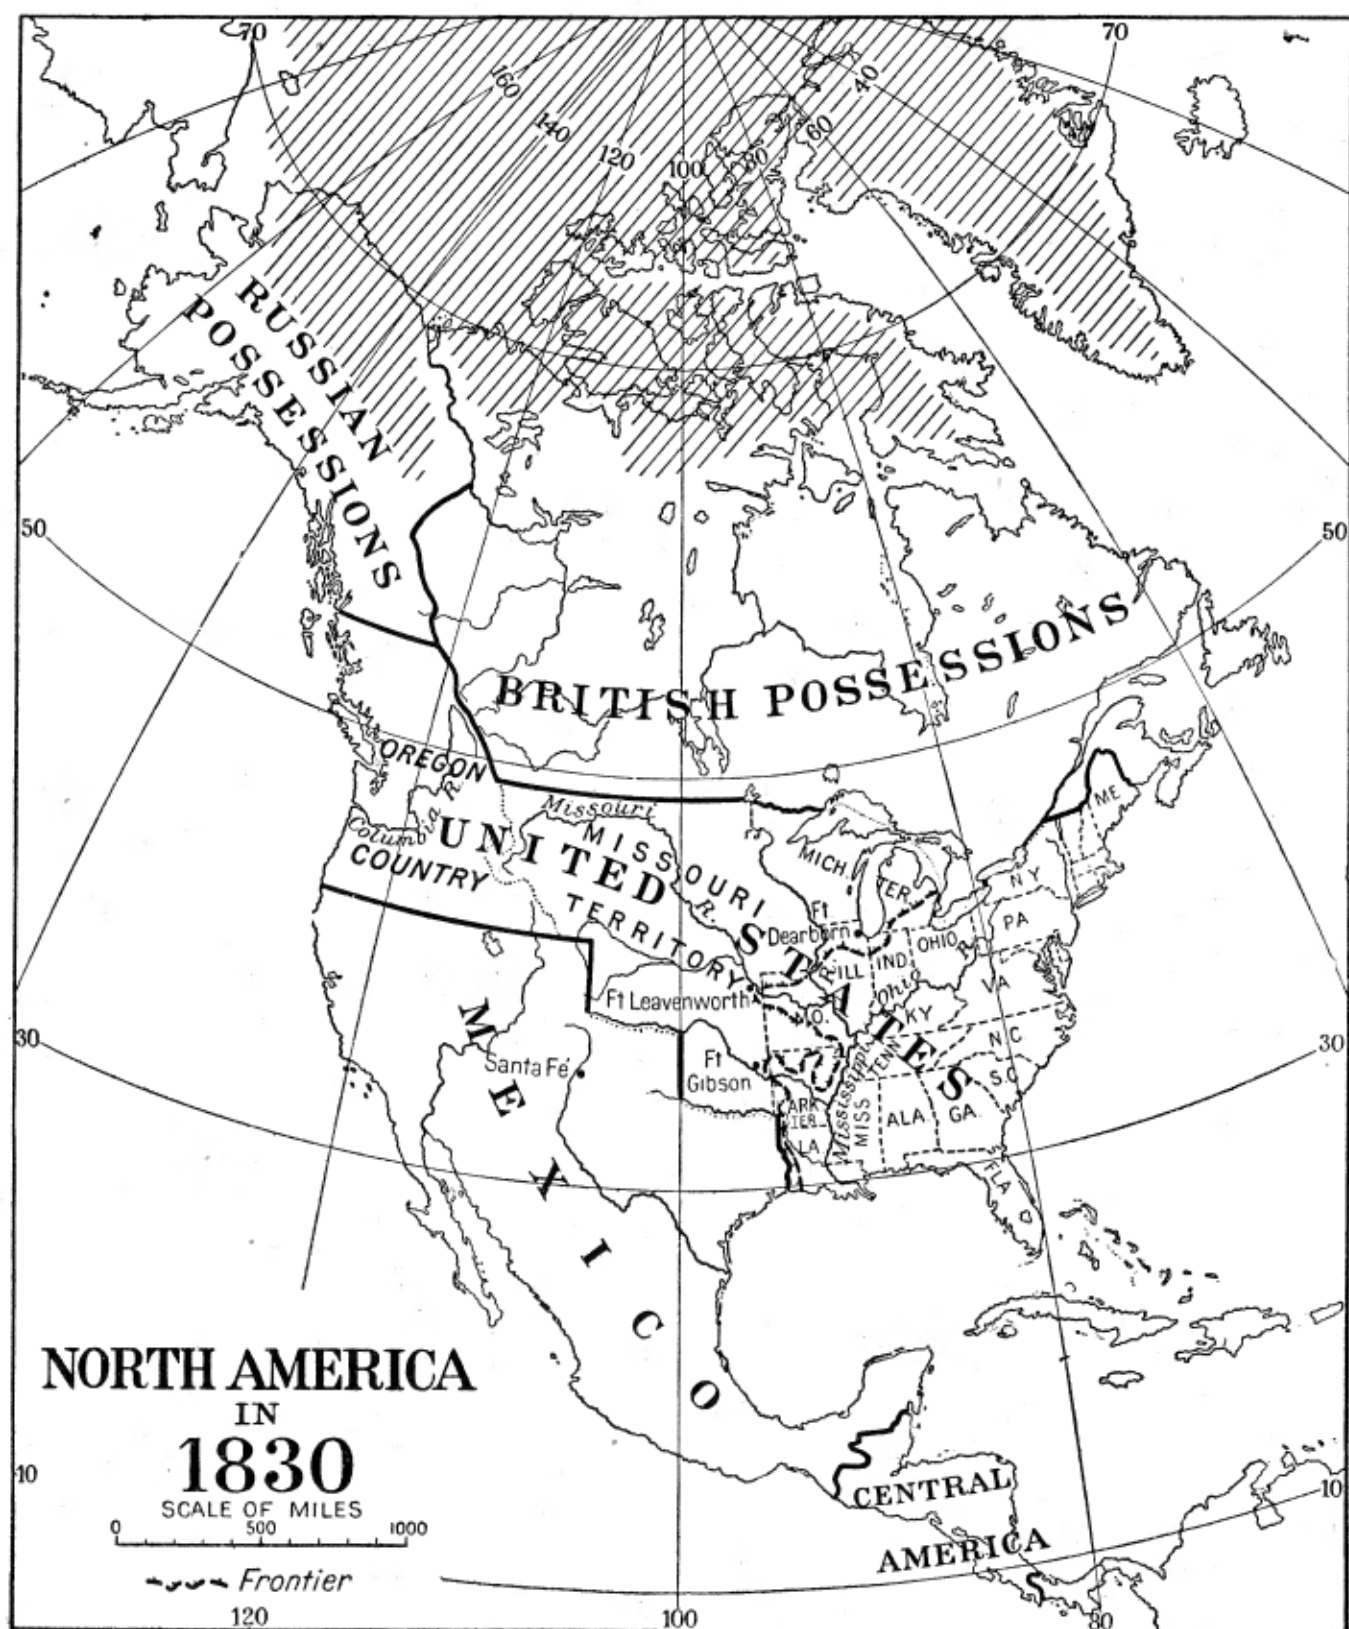 70
70
160
140
120
100
80
60
40
RUSSIAN
POSSESSIONS
50
50
BRITISH POSSESSIONS
OREGON
COUNTRY
Columbia R.
Missouri
R.
UNITED
STATES
MISSOURI
TERRITORY
MICH
TER
ME
NY
PA
Ft
Dearborn
OHIO
IND
ILL
Ohio
VA
KY
MO.
Ft Leavenworth
N C
TENN
S.C
Mississippi
Ft
Gibson
ARK
TER.
MISS
ALA
GA
LA
FLA
Santa Fé
30
30
MEXICO
NORTH AMERICA
IN
1830
SCALE OF MILES
0 500 1000
Frontier
10
10
CENTRAL
AMERICA
120
100
80